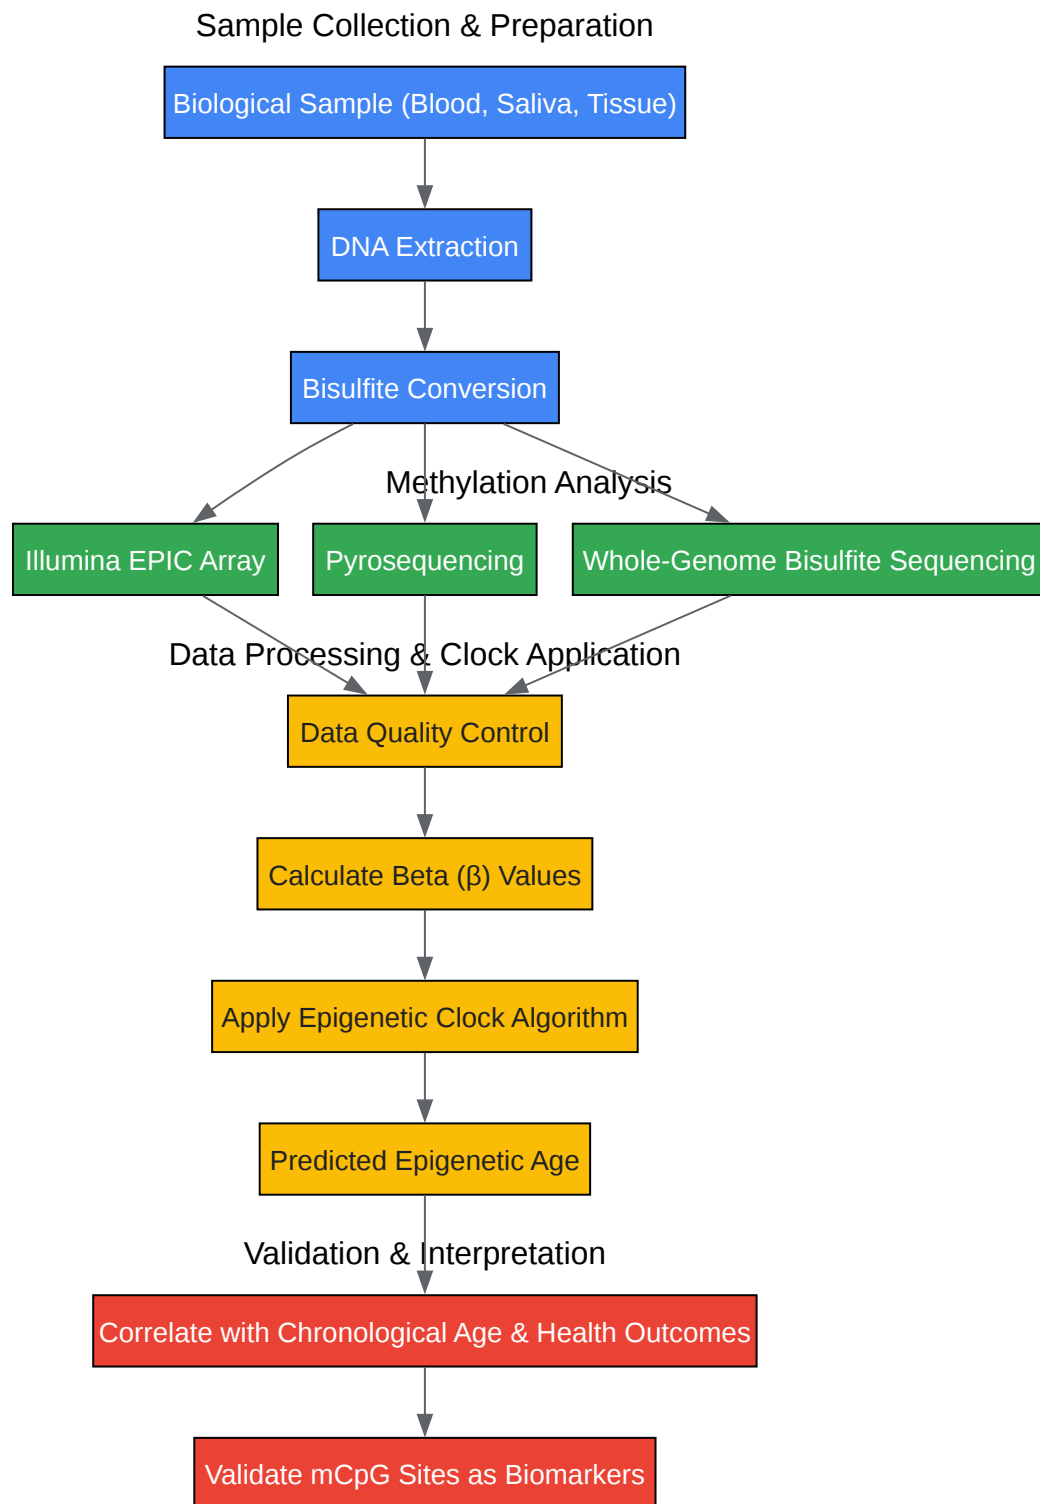 Sample Collection & Preparation
Biological Sample (Blood, Saliva, Tissue)
DNA Extraction
Bisulfite Conversion
Methylation Analysis
Illumina EPIC Array
Pyrosequencing
Whole-Genome Bisulfite Sequencing
Data Processing & Clock Application
Data Quality Control
Calculate Beta (β) Values
Apply Epigenetic Clock Algorithm
Predicted Epigenetic Age
Validation & Interpretation
Correlate with Chronological Age & Health Outcomes
Validate mCpG Sites as Biomarkers